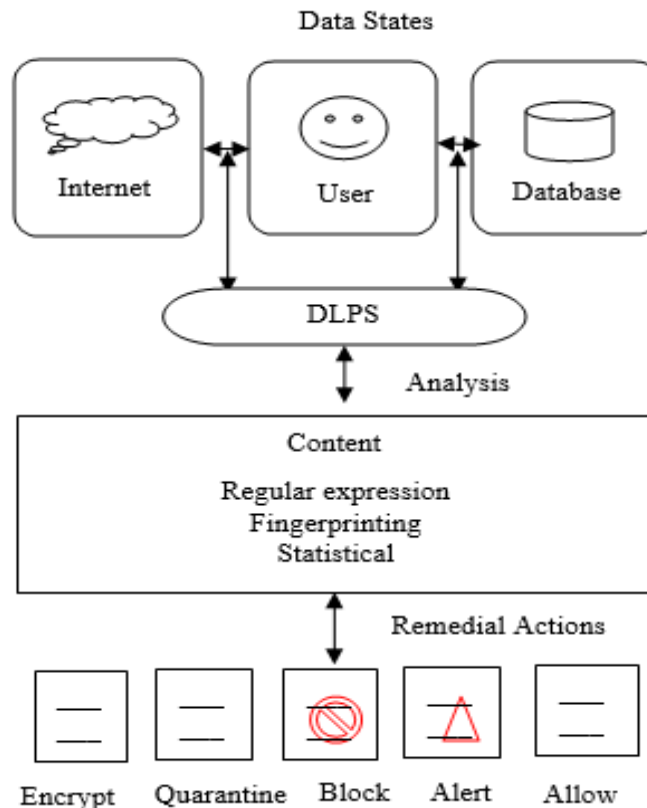 Data States
Internet
User
Database
DLPS
Analysis
Content
Regular expression
Fingerprinting
Statistical
Remedial Actions
Encrypt
Quarantine
Block
Alert
Allow